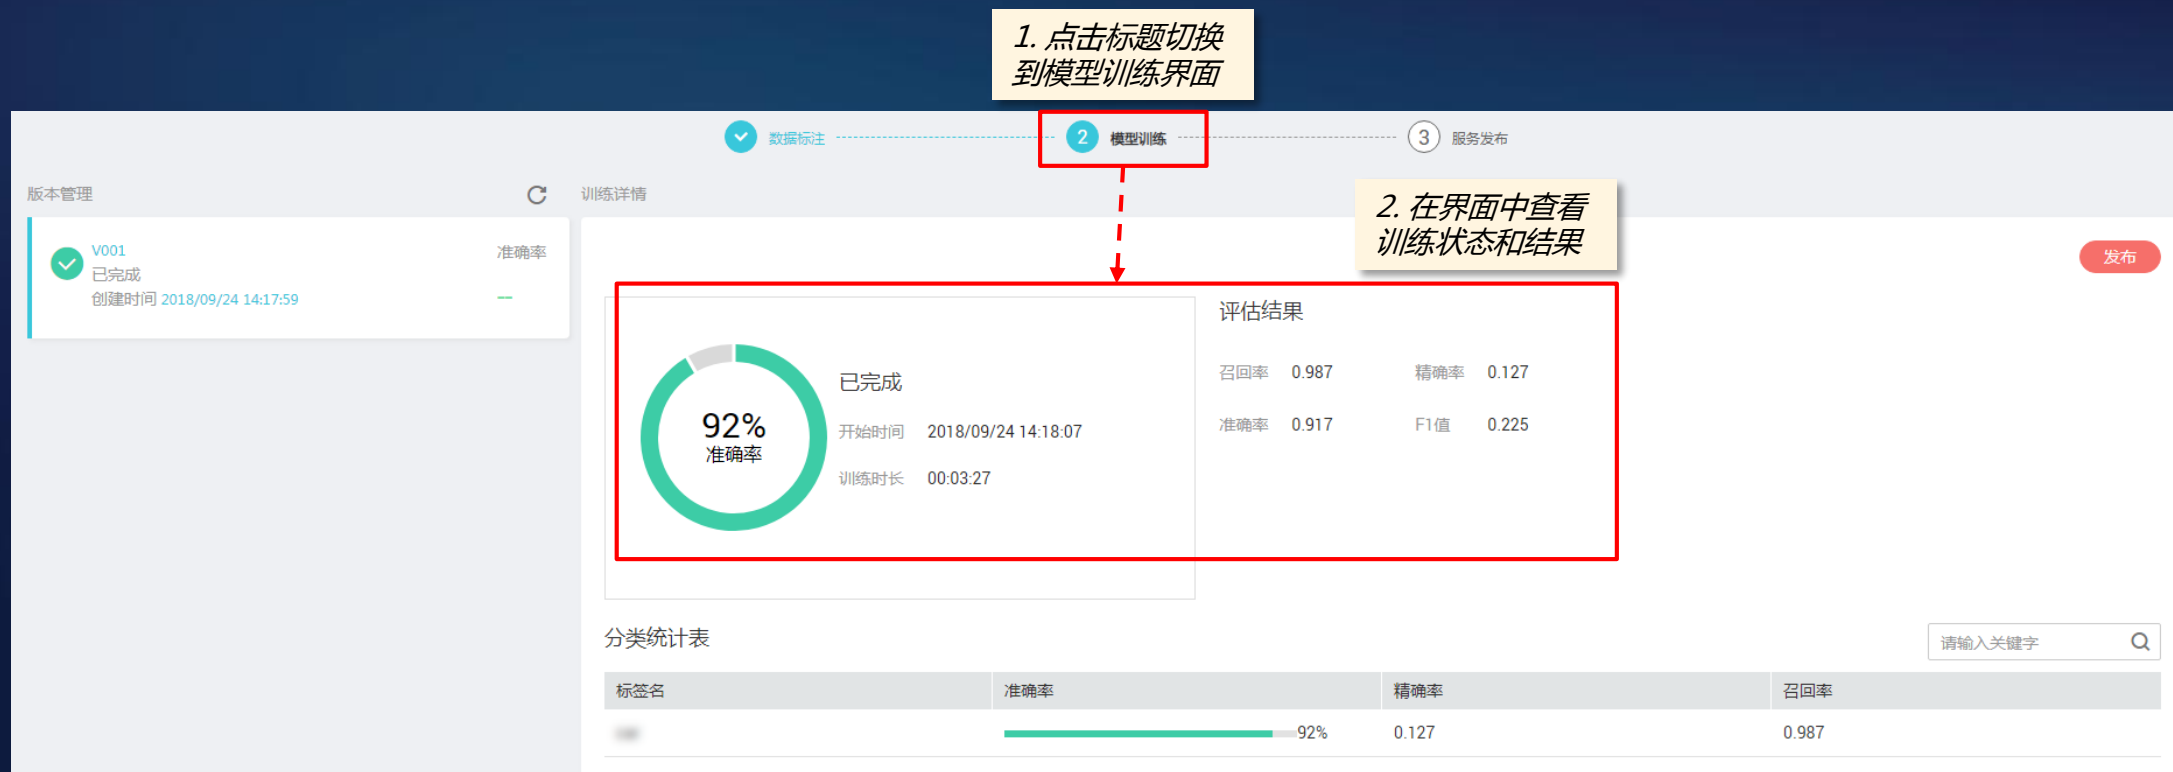 1. 点击标题切换
到模型训练界面
数据标注
2 模型训练
3 服务发布
版本管理
训练详情
2. 在界面中查看
训练状态和结果
V001
已完成
创建时间 2018/09/24 14:17:59
准确率
--
发布
92%
准确率
已完成
开始时间 2018/09/24 14:18:07
训练时长 00:03:27
评估结果
召回率 0.987 精确率 0.127
准确率 0.917 F1值 0.225
分类统计表
请输入关键字
标签名 准确率 精确率 召回率
92% 0.127 0.987